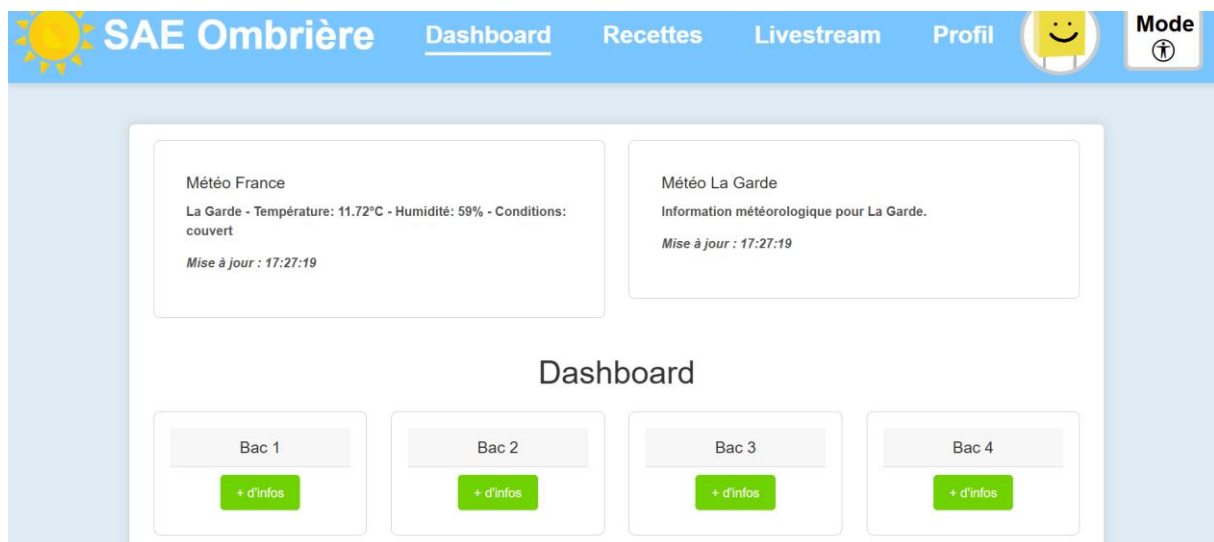 SAE Ombrière
Dashboard
Recettes
Livestream
Profil
Mode
Météo France
La Garde - Température: 11.72°C - Humidité: 59% - Conditions:
couvert
Mise à jour : 17:27:19
Météo La Garde
Information météorologique pour La Garde.
Mise à jour : 17:27:19
Dashboard
Bac 1
+ d'infos
Bac 2
+ d'infos
Bac 3
+ d'infos
Bac 4
+ d'infos